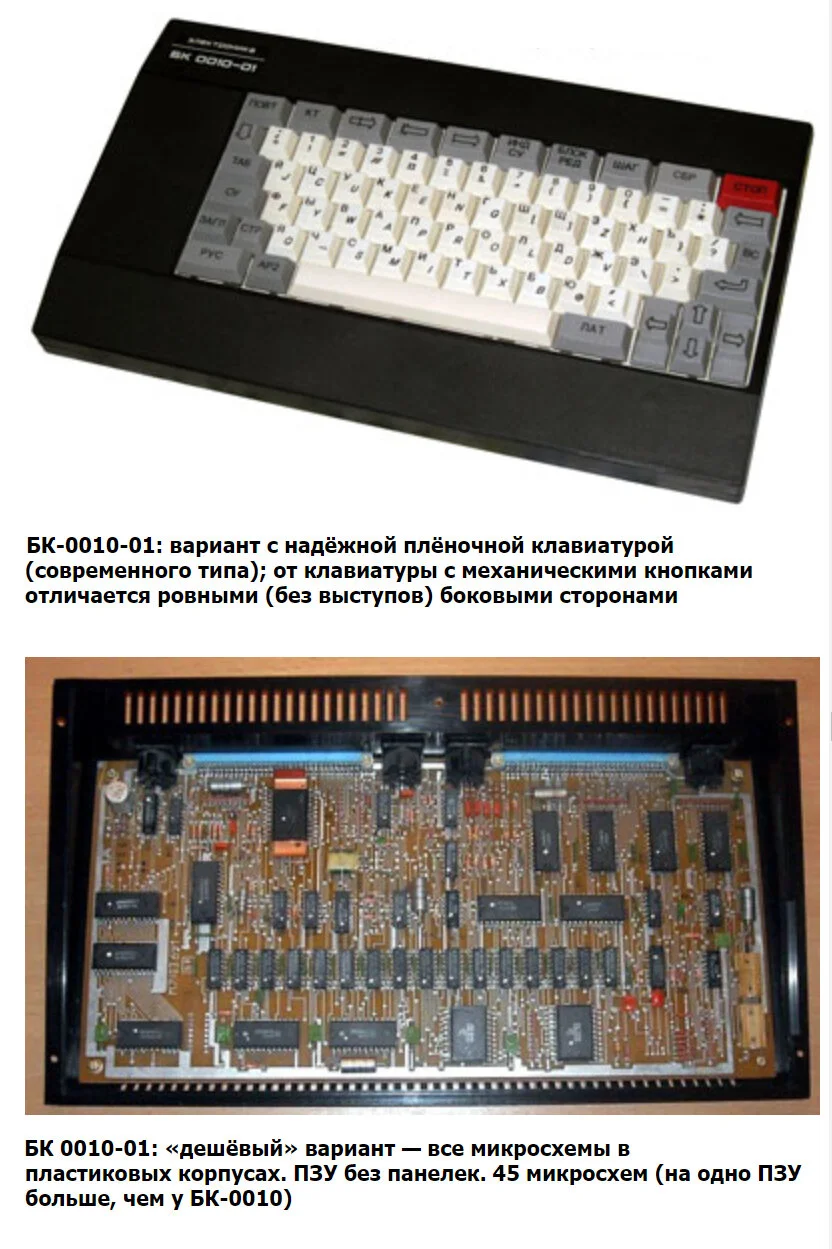 электроника
БК 0010-01
ПОВТ КТ ИНД СУ БЛОК РЕД ШАГ СБР СТОП
ТАБ
СУ
ЗАГЛ СТР ВС
РУС АР2 ЛАТ
БК-0010-01: вариант с надёжной плёночной клавиатурой
(современного типа); от клавиатуры с механическими кнопками
отличается ровными (без выступов) боковыми сторонами
БК 0010-01: «дешёвый» вариант — все микросхемы в
пластиковых корпусах. ПЗУ без панелек. 45 микросхем (на одно ПЗУ
больше, чем у БК-0010)